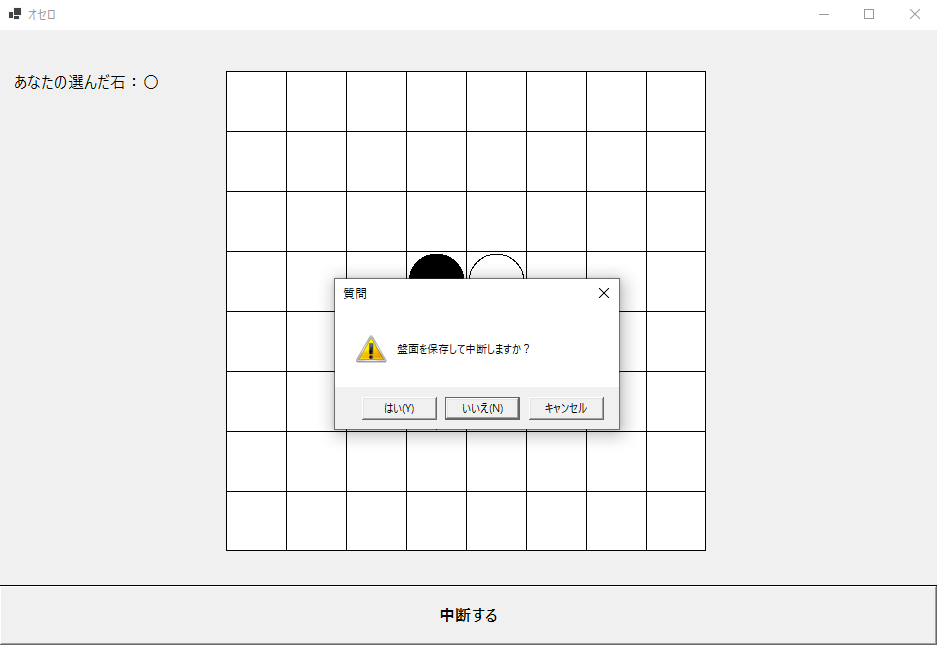 オセロ
あなたの選んだ石：○
質問
盤面を保存して中断しますか？
はい(Y)
いいえ(N)
キャンセル
中断する